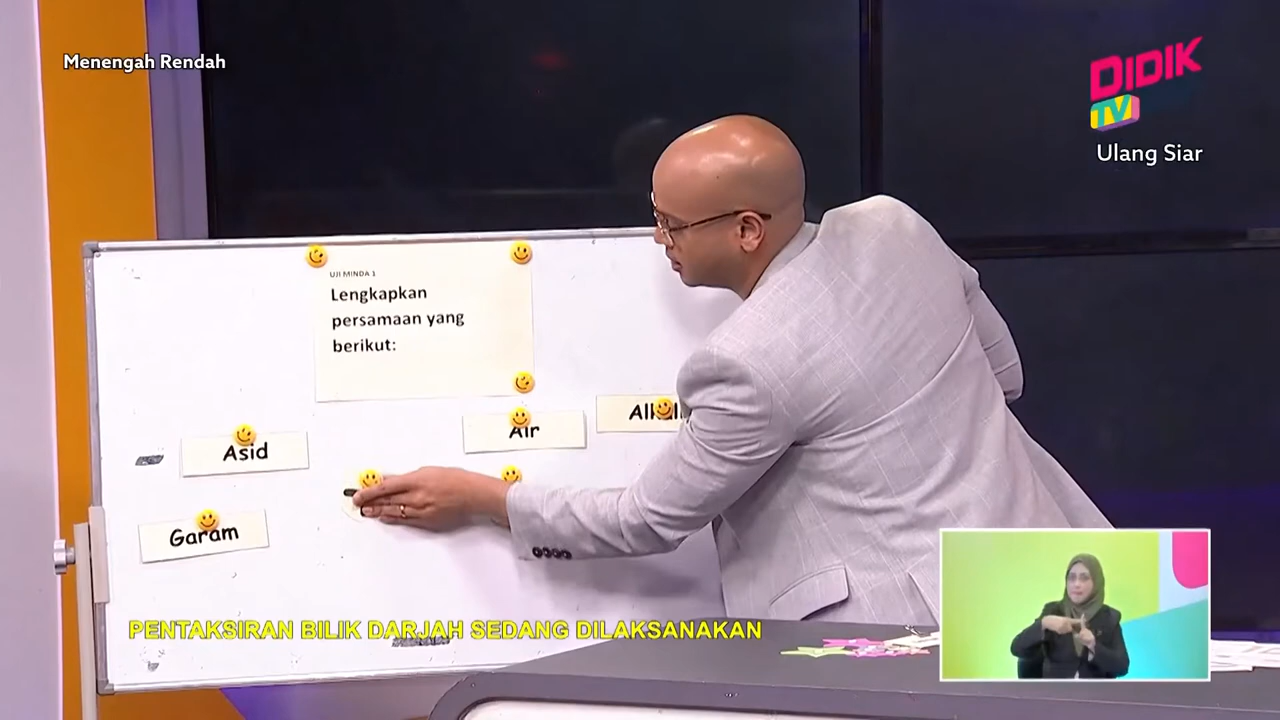 Menengah Rendah
DIDIK
TV
Ulang Siar
UJI MINDA 1
Lengkapkan
persamaan yang
berikut:
Air
Asid
Garam
PENTAKSIRAN BILIK DARJAH SEDANG DILAKSANAKAN